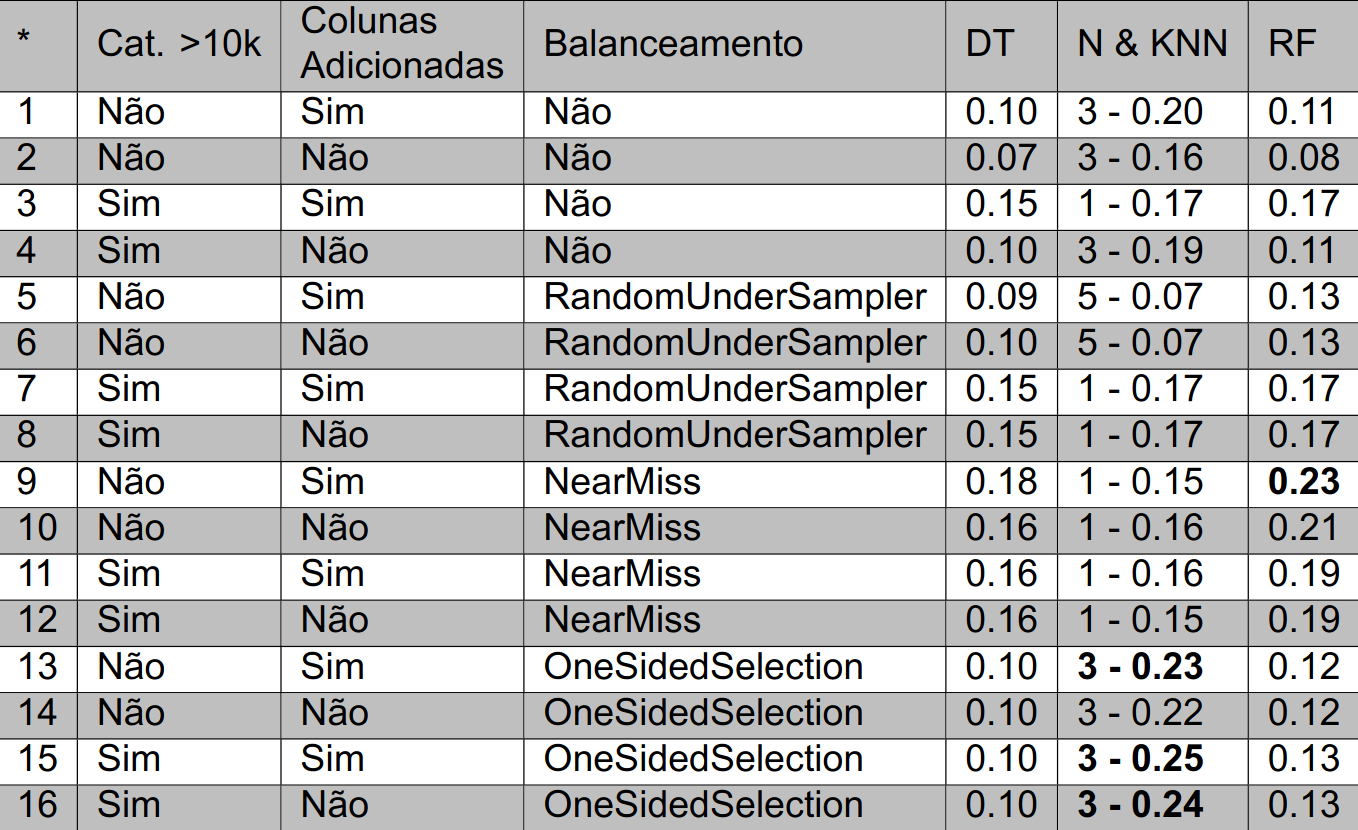 * Cat. >10k Colunas Adicionadas Balanceamento DT N & KNN RF
1 Não Sim Não 0.10 3 - 0.20 0.11
2 Não Não Não 0.07 3 - 0.16 0.08
3 Sim Sim Não 0.15 1 - 0.17 0.17
4 Sim Não Não 0.10 3 - 0.19 0.11
5 Não Sim RandomUnderSampler 0.09 5 - 0.07 0.13
6 Não Não RandomUnderSampler 0.10 5 - 0.07 0.13
7 Sim Sim RandomUnderSampler 0.15 1 - 0.17 0.17
8 Sim Não RandomUnderSampler 0.15 1 - 0.17 0.17
9 Não Sim NearMiss 0.18 1 - 0.15 0.23
10 Não Não NearMiss 0.16 1 - 0.16 0.21
11 Sim Sim NearMiss 0.16 1 - 0.16 0.19
12 Sim Não NearMiss 0.16 1 - 0.15 0.19
13 Não Sim OneSidedSelection 0.10 3 - 0.23 0.12
14 Não Não OneSidedSelection 0.10 3 - 0.22 0.12
15 Sim Sim OneSidedSelection 0.10 3 - 0.25 0.13
16 Sim Não OneSidedSelection 0.10 3 - 0.24 0.13